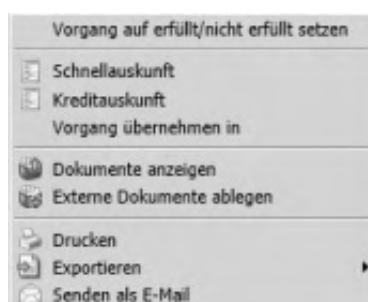 Vorgang auf erfüllt/nicht erfüllt setzen
Schnellauskunft
Kreditauskunft
Vorgang übernehmen in
Dokumente anzeigen
Externe Dokumente ablegen
Drucken
Exportieren
Senden als E-Mail